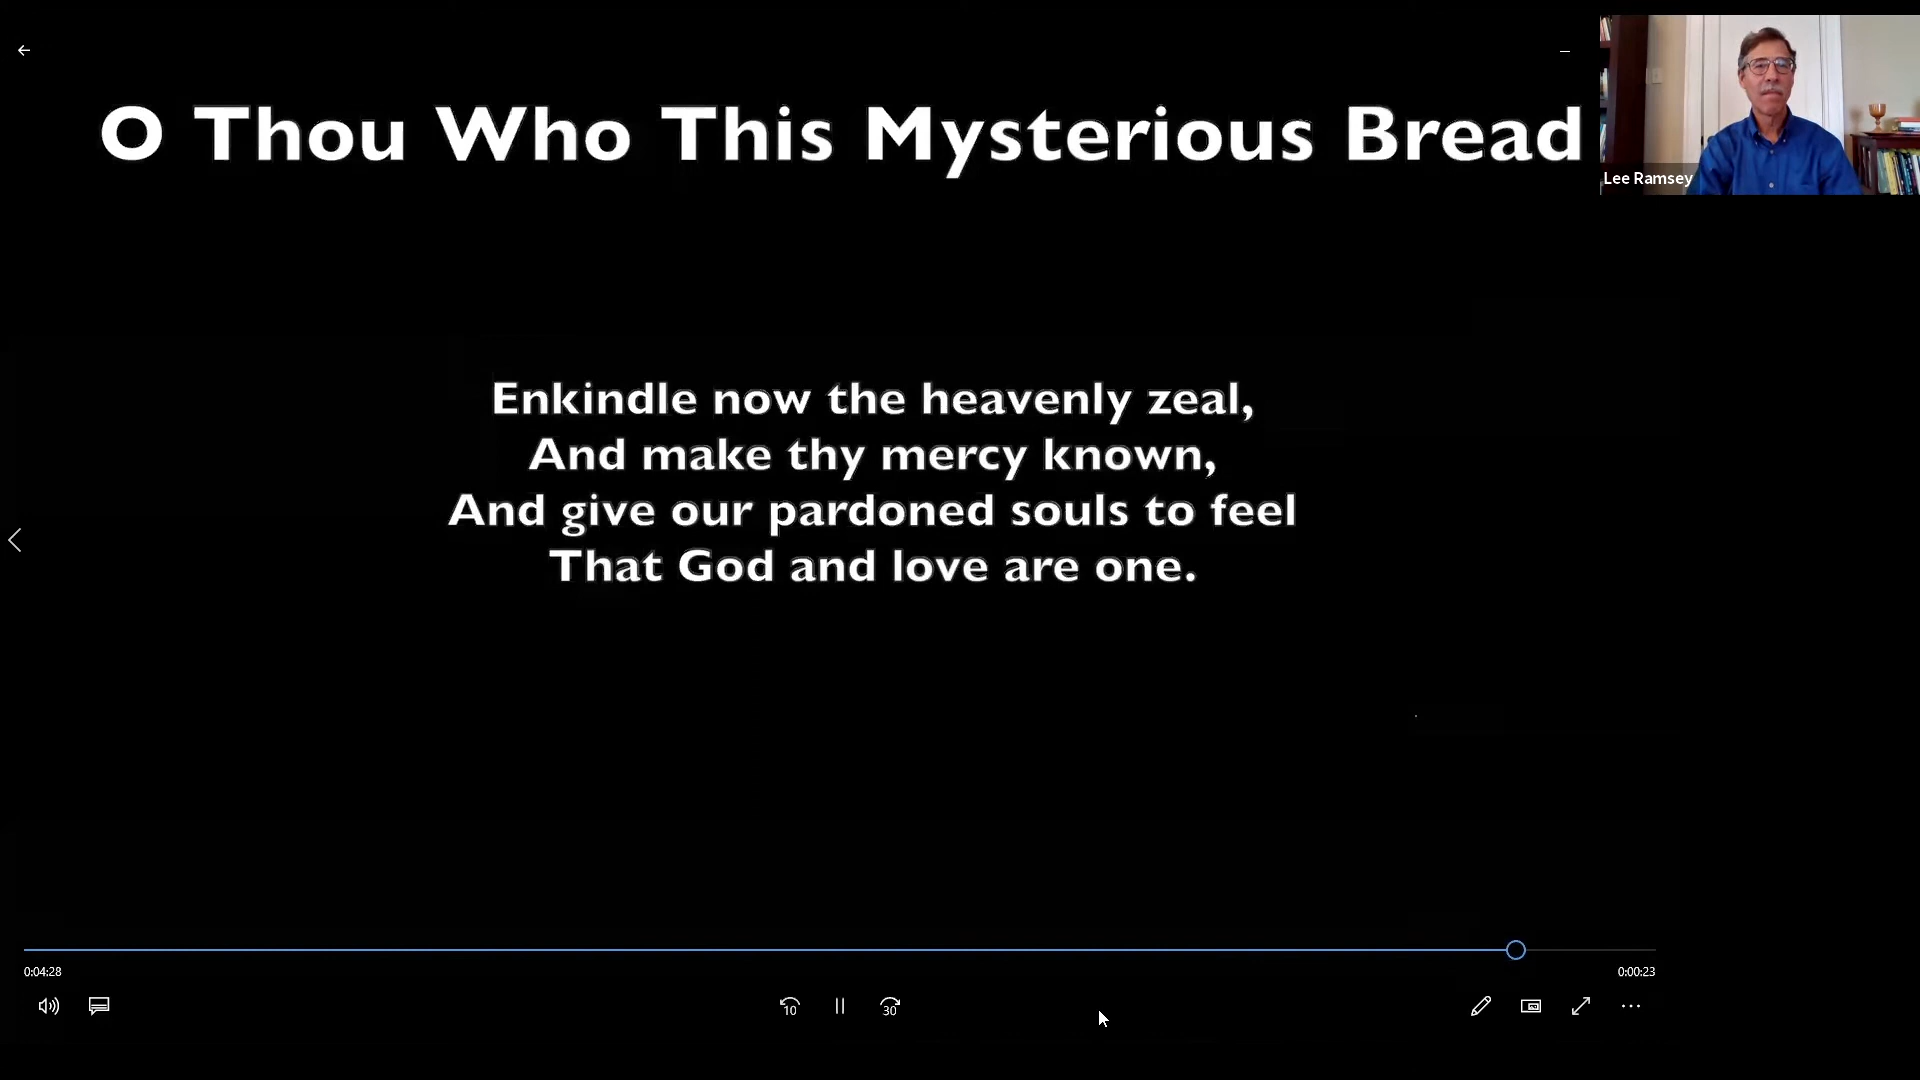 O Thou Who This Mysterious Bread
Lee Ramsey
Enkindle now the heavenly zeal,
And make thy mercy known,
And give our pardoned souls to feel
That God and love are one.
0:04:28
0:00:23
10
30